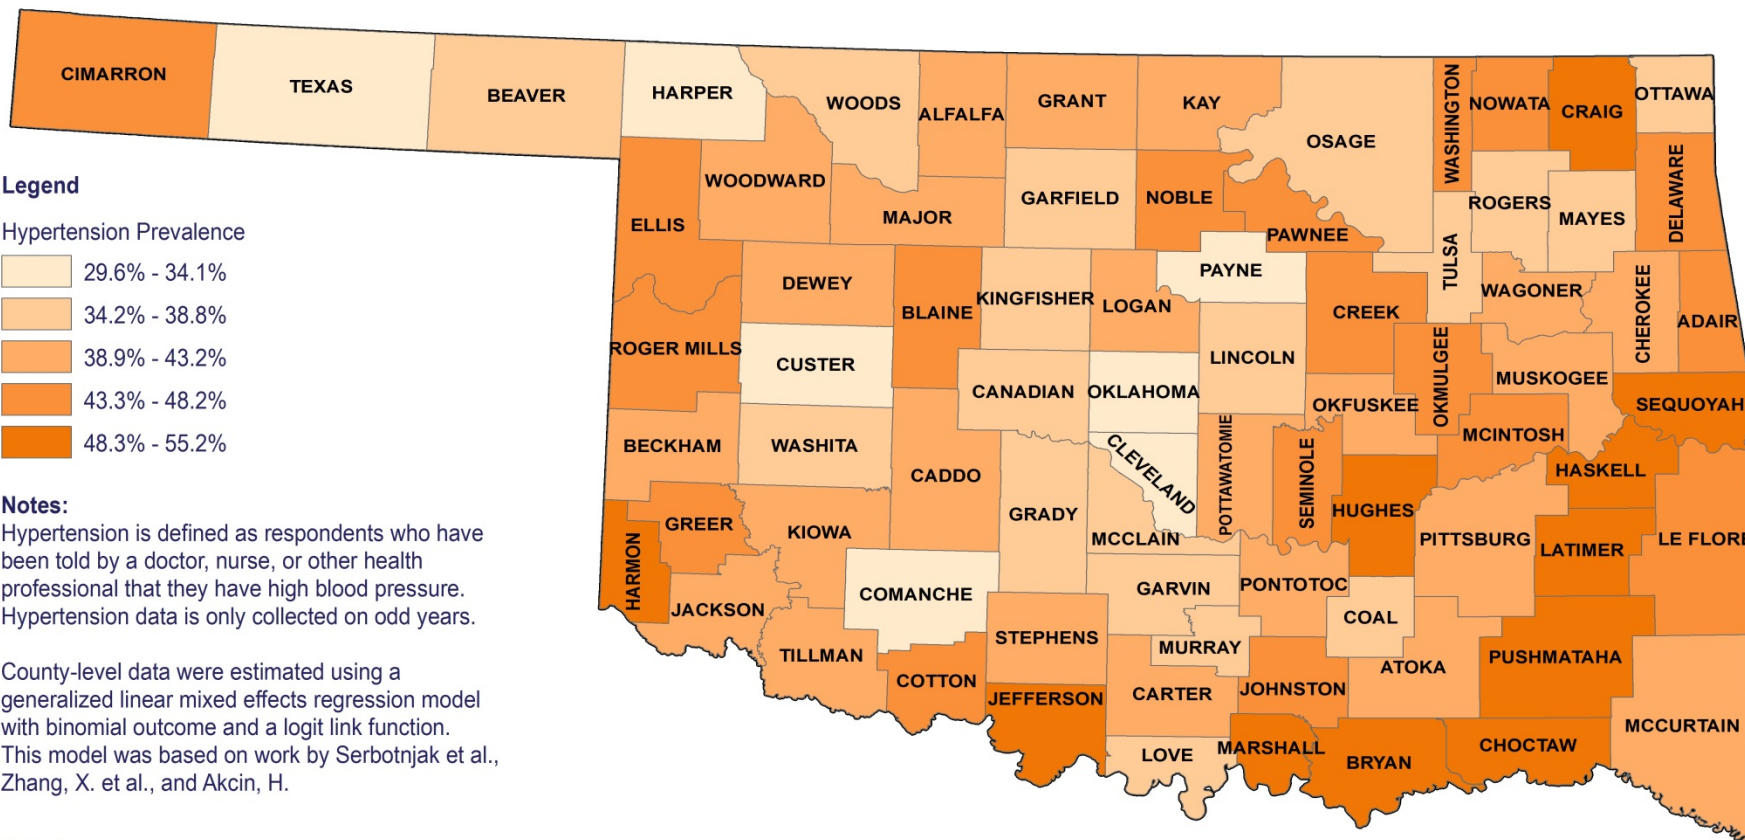 CIMARRON
TEXAS
BEAVER
HARPER
WOODS
ALFALFA
GRANT
KAY
OSAGE
WASHINGTON
NOWATA
CRAIG
OTTAWA
Legend
Hypertension Prevalence
29.6% - 34.1%
34.2% - 38.8%
38.9% - 43.2%
43.3% - 48.2%
48.3% - 55.2%
Notes:
Hypertension is defined as respondents who have
been told by a doctor, nurse, or other health
professional that they have high blood pressure.
Hypertension data is only collected on odd years.
County-level data were estimated using a
generalized linear mixed effects regression model
with binomial outcome and a logit link function.
This model was based on work by Serbotnjak et al.,
Zhang, X. et al., and Akcin, H.
ELLIS
WOODWARD
MAJOR
GARFIELD
NOBLE
PAWNEE
ROGERS
MAYES
DELAWARE
TULSA
PAYNE
DEWEY
BLAINE
KINGFISHER
LOGAN
CREEK
WAGONER
CHEROKEE
ADAIR
ROGER MILLS
CUSTER
CANADIAN
OKLAHOMA
LINCOLN
OKMULGEE
MUSKOGEE
OKFUSKEE
SEQUOYAH
BECKHAM
WASHITA
CADDO
CLEVELAND
POTTAWATOMIE
SEMINOLE
MCINTOSH
HASKELL
HUGHES
GREER
KIOWA
GRADY
MCCLAIN
PITTSBURG
LATIMER
LE FLORE
HARMON
JACKSON
COMANCHE
GARVIN
PONTOTOC
COAL
TILLMAN
STEPHENS
MURRAY
ATOKA
PUSHMATAHA
COTTON
JEFFERSON
CARTER
JOHNSTON
MCCURTAIN
LOVE
MARSHALL
BRYAN
CHOCTAW